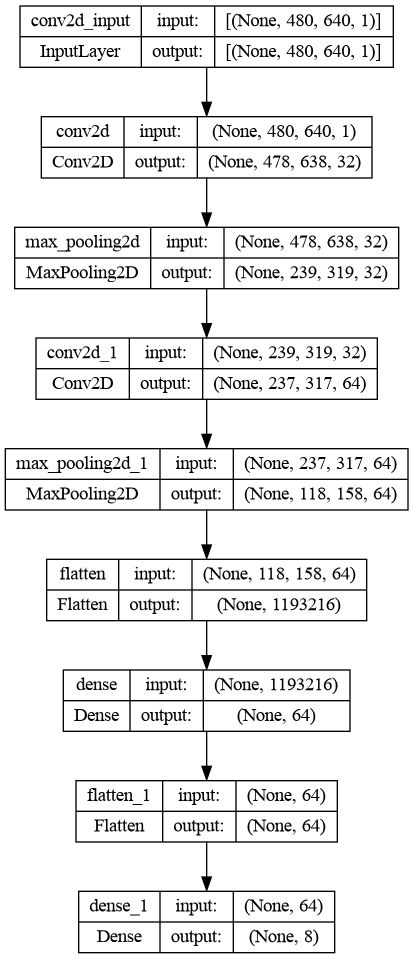 conv2d_input input: [(None, 480, 640, 1)]
InputLayer output: [(None, 480, 640, 1)]
conv2d input: (None, 480, 640, 1)
Conv2D output: (None, 478, 638, 32)
max_pooling2d input: (None, 478, 638, 32)
MaxPooling2D output: (None, 239, 319, 32)
conv2d_1 input: (None, 239, 319, 32)
Conv2D output: (None, 237, 317, 64)
max_pooling2d_1 input: (None, 237, 317, 64)
MaxPooling2D output: (None, 118, 158, 64)
flatten input: (None, 118, 158, 64)
Flatten output: (None, 1193216)
dense input: (None, 1193216)
Dense output: (None, 64)
flatten_1 input: (None, 64)
Flatten output: (None, 64)
dense_1 input: (None, 64)
Dense output: (None, 8)